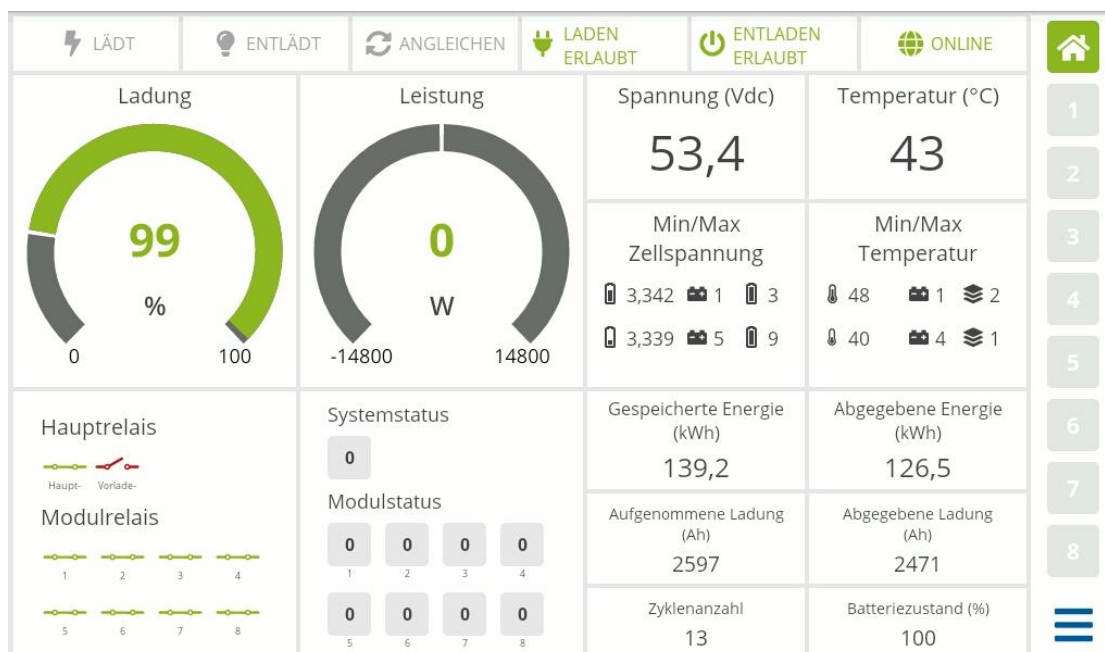 LÄDT
ENTLÄDT
ANGLEICHEN
LADEN
ERLAUBT
ENTLADEN
ERLAUBT
ONLINE
Ladung
99
%
0 100
Leistung
0
W
-14800 14800
Spannung (Vdc)
53,4
Temperatur (°C)
43
Min/Max
Zellspannung
3,342 1 3
3,339 5 9
Min/Max
Temperatur
48 1 2
40 4 1
Hauptrelais
Haupt- Vorlade-
Modulrelais
1 2 3 4
5 6 7 8
Systemstatus
0
Modulstatus
0 0 0 0
1 2 3 4
0 0 0 0
5 6 7 8
Gespeicherte Energie
(kWh)
139,2
Abgegebene Energie
(kWh)
126,5
Aufgenommene Ladung
(Ah)
2597
Abgegebene Ladung
(Ah)
2471
Zyklenanzahl
13
Batteriezustand (%)
100
1
2
3
4
5
6
7
8